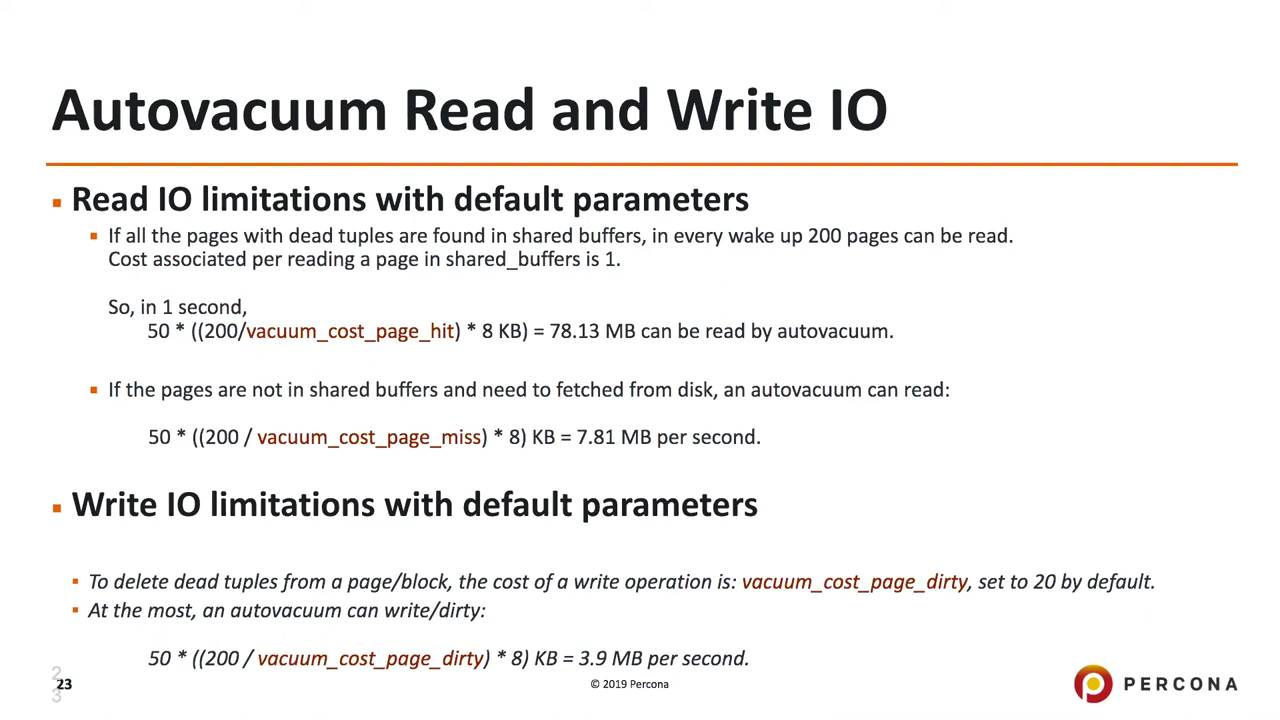 Autovacuum Read and Write IO
Read IO limitations with default parameters
If all the pages with dead tuples are found in shared buffers, in every wake up 200 pages can be read.
Cost associated per reading a page in shared_buffers is 1.
So, in 1 second,
50 * ((200/vacuum_cost_page_hit) * 8 KB) = 78.13 MB can be read by autovacuum.
If the pages are not in shared buffers and need to fetched from disk, an autovacuum can read:
50 * ((200 / vacuum_cost_page_miss) * 8) KB = 7.81 MB per second.
Write IO limitations with default parameters
To delete dead tuples from a page/block, the cost of a write operation is: vacuum_cost_page_dirty, set to 20 by default.
At the most, an autovacuum can write/dirty:
50 * ((200 / vacuum_cost_page_dirty) * 8) KB = 3.9 MB per second.
23
23
© 2019 Percona
PERCONA